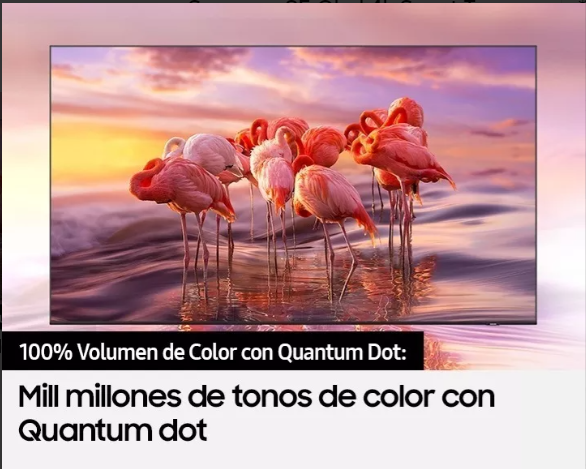 100% Volumen de Color con Quantum Dot:
Mill millones de tonos de color con
Quantum dot